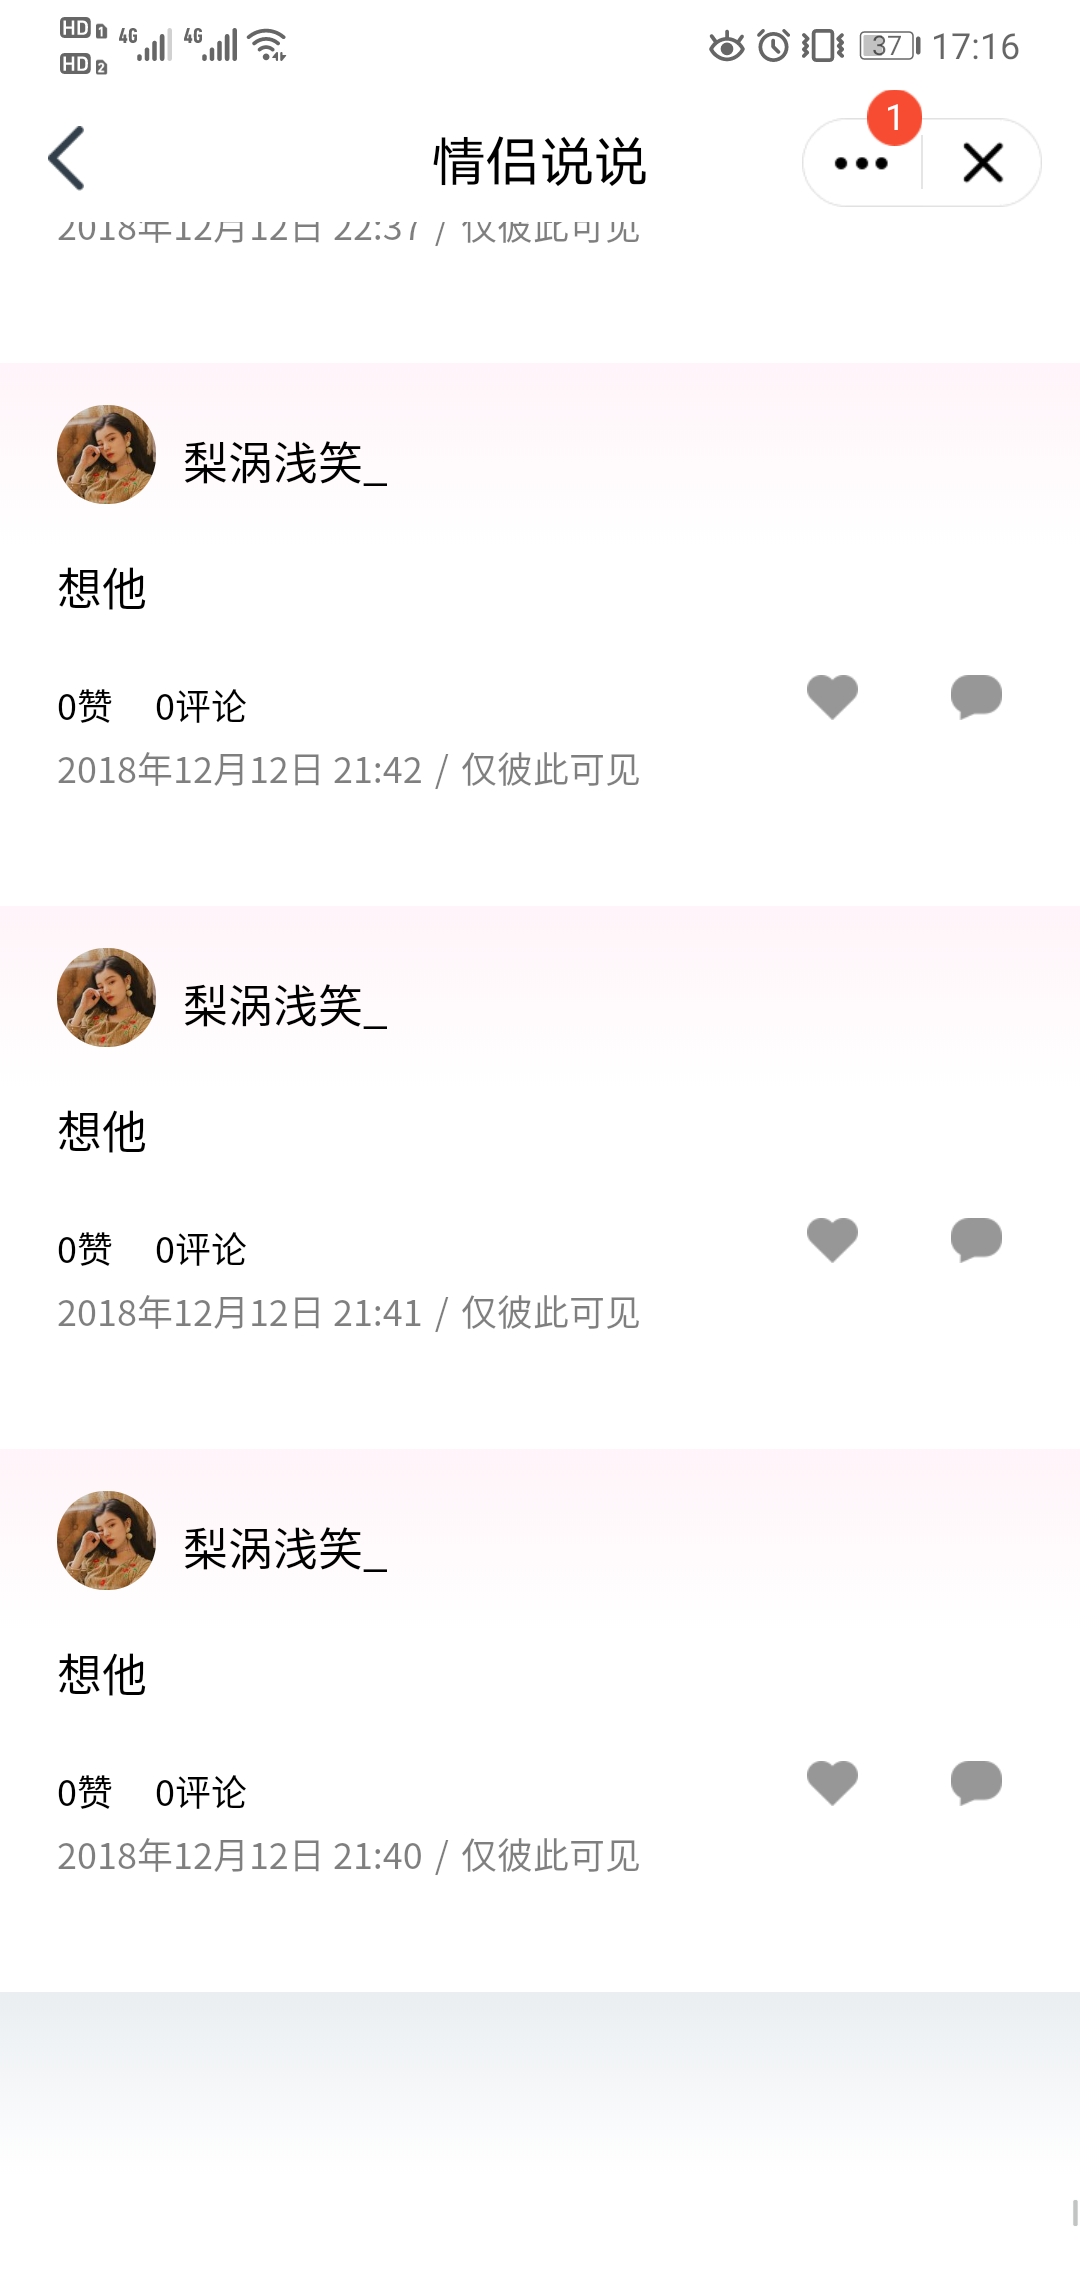 HD 1 4G 4G
HD 2
37 17:16
情侣说说
1
2018年12月12日 22:37 / 仅彼此可见
梨涡浅笑_
想他
0赞 0评论
2018年12月12日 21:42 / 仅彼此可见
梨涡浅笑_
想他
0赞 0评论
2018年12月12日 21:41 / 仅彼此可见
梨涡浅笑_
想他
0赞 0评论
2018年12月12日 21:40 / 仅彼此可见